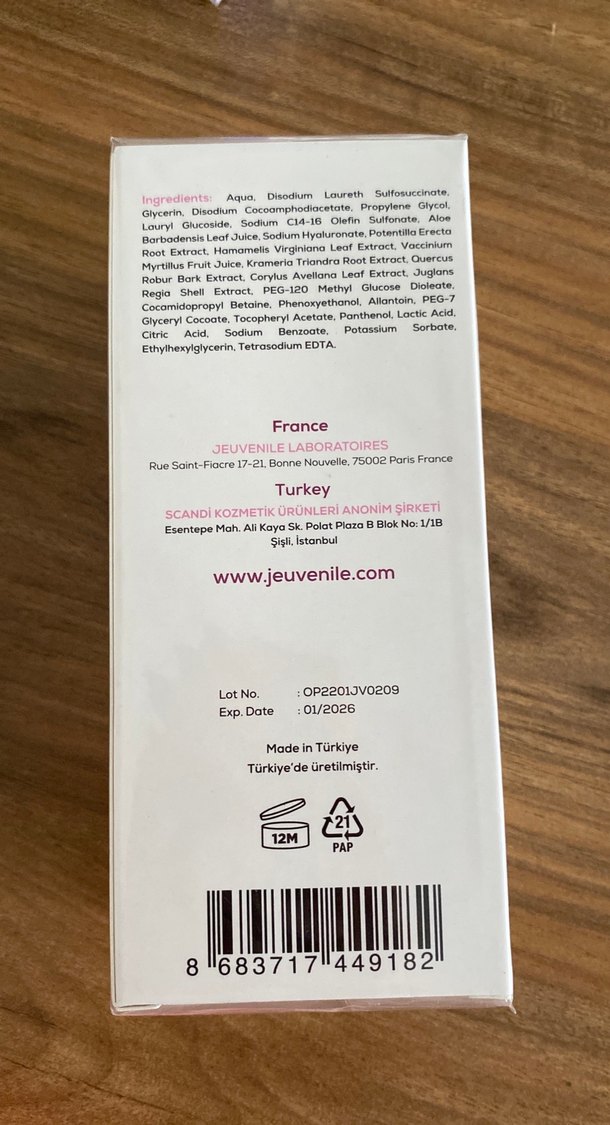 Ingredients: Aqua, Disodium Laureth Sulfosuccinate,
Glycerin, Disodium Cocoamphodiacetate, Propylene Glycol,
Lauryl Glucoside, Sodium C14-16 Olefin Sulfonate, Aloe
Barbadensis Leaf Juice, Sodium Hyaluronate, Potentilla Erecta
Root Extract, Hamamelis Virginiana Leaf Extract, Vaccinium
Myrtillus Fruit Juice, Krameria Triandra Root Extract, Quercus
Robur Bark Extract, Corylus Avellana Leaf Extract, Juglans
Regia Shell Extract, PEG-120 Methyl Glucose Dioleate,
Cocamidopropyl Betaine, Phenoxyethanol, Allantoin, PEG-7
Glyceryl Cocoate, Tocopheryl Acetate, Panthenol, Lactic Acid,
Citric Acid, Sodium Benzoate, Potassium Sorbate,
Ethylhexylglycerin, Tetrasodium EDTA.
France
JEUVENILE LABORATOIRES
Rue Saint-Fiacre 17-21, Bonne Nouvelle, 75002 Paris France
Turkey
SCANDİ KOZMETİK ÜRÜNLERİ ANONİM ŞİRKETİ
Esentepe Mah. Ali Kaya Sk. Polat Plaza B Blok No: 1/1B
Şişli, İstanbul
www.jeuvenile.com
Lot No. : OP2201JV0209
Exp. Date : 01/2026
Made in Türkiye
Türkiye'de üretilmiştir.
12M
21
PAP
8 683717 449182